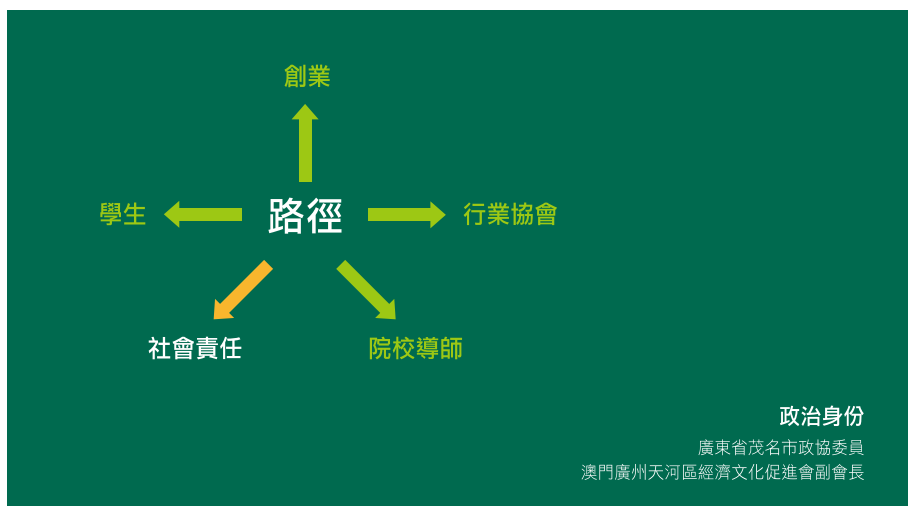 創業
學生
路徑
行業協會
社會責任
院校導師
政治身份
廣東省茂名市政協委員
澳門廣州天河區經濟文化促進會副會長